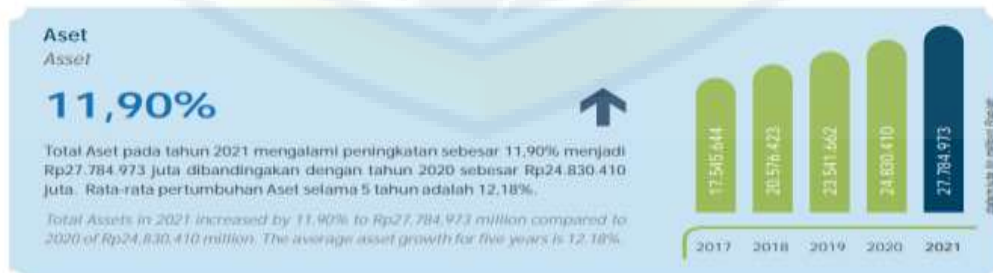 Aset
Asset
11,90%
Total Aset pada tahun 2021 mengalami peningkatan sebesar 11,90% menjadi
Rp27.784.973 juta dibandingakan dengan tahun 2020 sebesar Rp24.830.410
juta. Rata-rata pertumbuhan Aset selama 5 tahun adalah 12,18%.
Total Assets in 2021 increased by 11.90% to Rp27,784,973 million compared to
2020 of Rp24,830,410 million. The average asset growth for five years is 12.18%.
17.545.644
20.576.423
23.541.662
24.830.410
27.784.973
2017 2018 2019 2020 2021